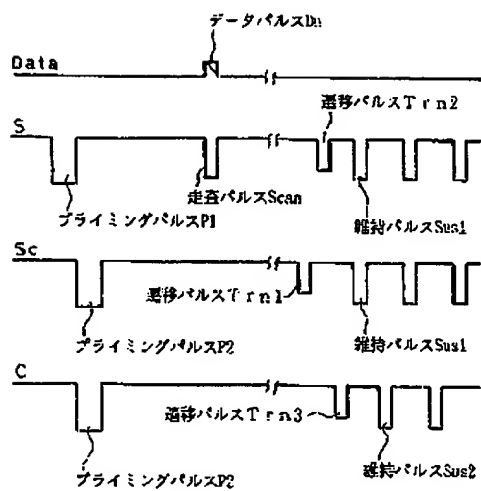 データパルスDn
Data
遷移パルスTrn2
S
走査パルスScan
プライミングパルスP1
維持パルスSus1
Sc
遷移パルスTrn1
プライミングパルスP2
維持パルスSus1
C
遷移パルスTrn3
プライミングパルスP2
維持パルスSus2